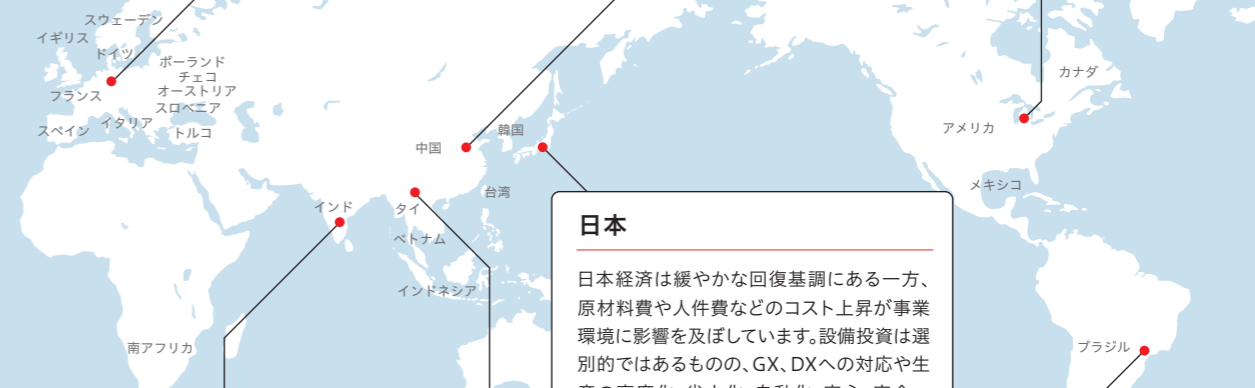 スウェーデン
イギリス
ドイツ
ポーランド
チェコ
オーストリア
フランス
スロベニア
イタリア
スペイン
トルコ
中国
韓国
台湾
インド
タイ
ベトナム
インドネシア
南アフリカ
カナダ
アメリカ
メキシコ
ブラジル
日本
日本経済は緩やかな回復基調にある一方、
原材料費や人件費などのコスト上昇が事業
環境に影響を及ぼしています。設備投資は選
別的ではあるものの、GX、DXへの対応や生